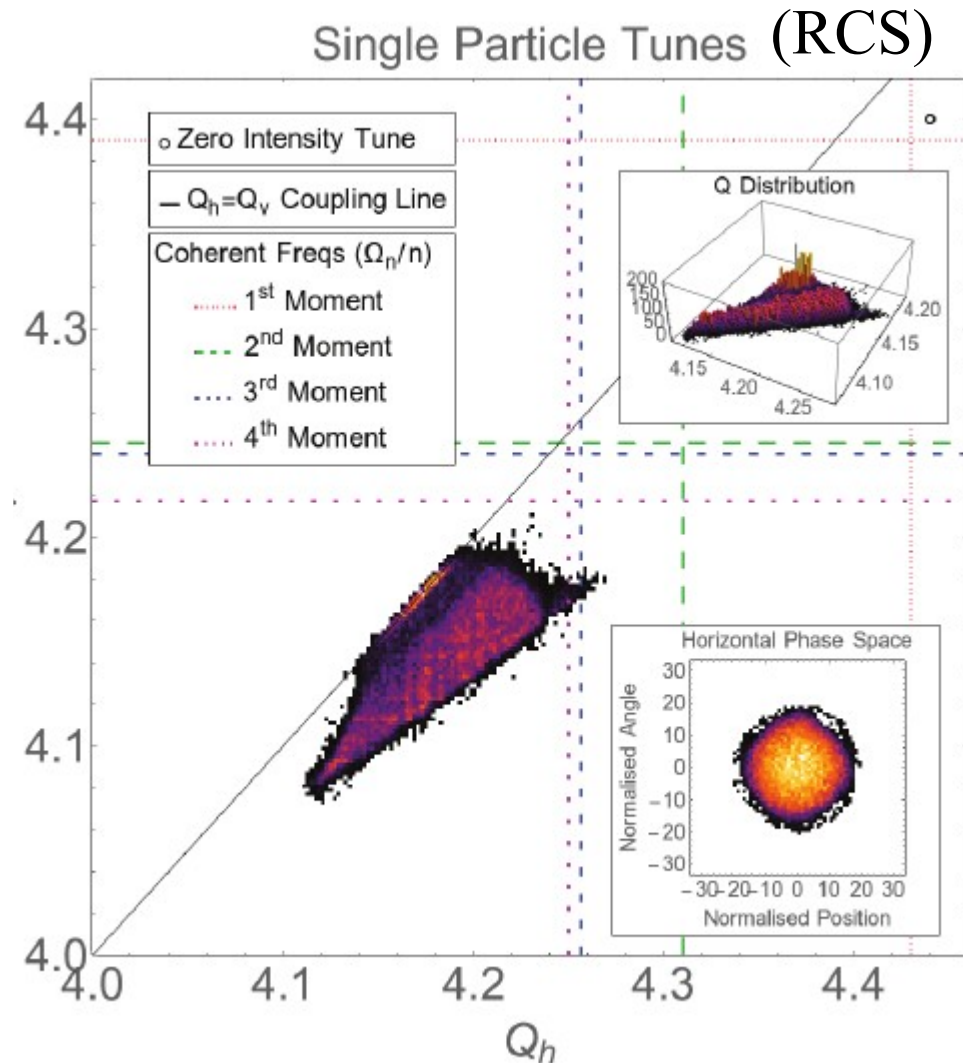 Single Particle Tunes (RCS)
4.4
4.3
4.2
4.1
4.0
o Zero Intensity Tune
— Qₕ=Qᵥ Coupling Line
Coherent Freqs (Ωₙ/n)
1st Moment
2nd Moment
3rd Moment
4th Moment
Q Distribution
200
150
100
50
0
4.15
4.20
4.25
4.20
4.15
4.10
Horizontal Phase Space
Normalised Angle
30
20
10
0
-10
-20
-30
-30 -20 -10 0 10 20 30
Normalised Position
4.0 4.1 4.2 4.3 4.4
Qₕ